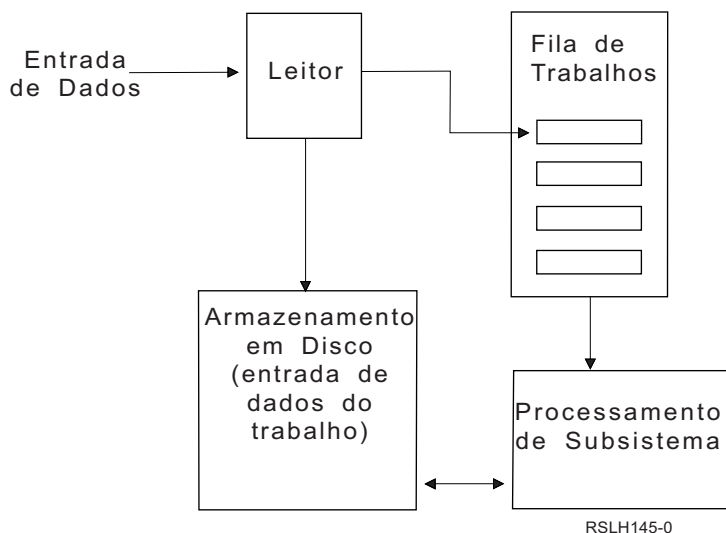 Entrada
de Dados
Leitor
Fila de
Trabalhos
Armazenamento
em Disco
(entrada de
dados do
trabalho)
Processamento
de Subsistema
RSLH145-0